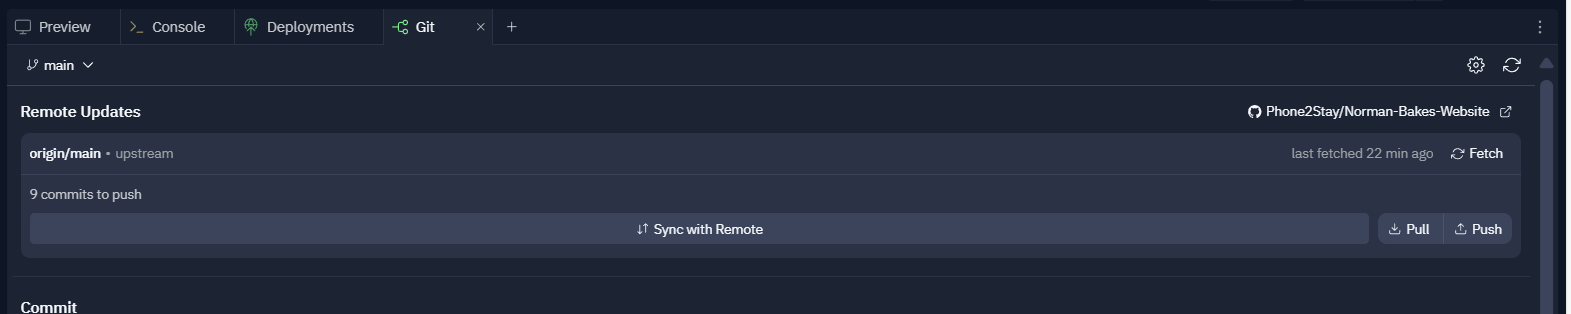 Preview Console Deployments Git
main
Remote Updates Phone2Stay/Norman-Bakes-Website
origin/main • upstream last fetched 22 min ago Fetch
9 commits to push
Sync with Remote Pull Push
Commit